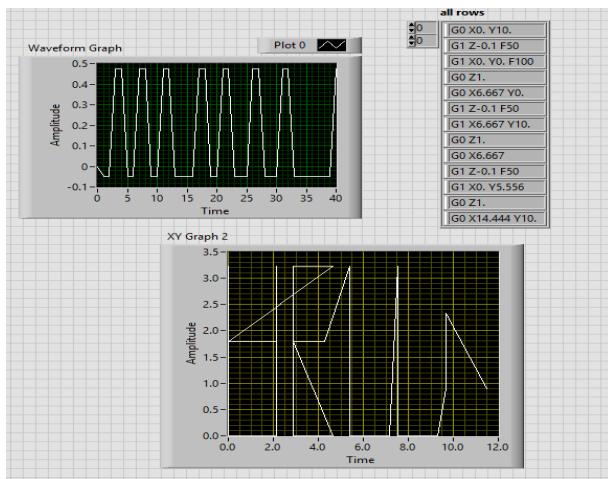 all rows
0
0
G0 X0. Y10.
G1 Z-0.1 F50
G1 X0. Y0. F100
G0 Z1.
G0 X6.667 Y0.
G1 Z-0.1 F50
G1 X6.667 Y10.
G0 Z1.
G0 X6.667
G1 Z-0.1 F50
G1 X0. Y5.556
G0 Z1.
G0 X14.444 Y10.
Waveform Graph
Plot 0
Amplitude
0.5
0.4
0.3
0.2
0.1
0
-0.1
0 5 10 15 20 25 30 35 40
Time
XY Graph 2
Amplitude
3.5
3.0
2.5
2.0
1.5
1.0
0.5
0.0
0.0 2.0 4.0 6.0 8.0 10.0 12.0
Time